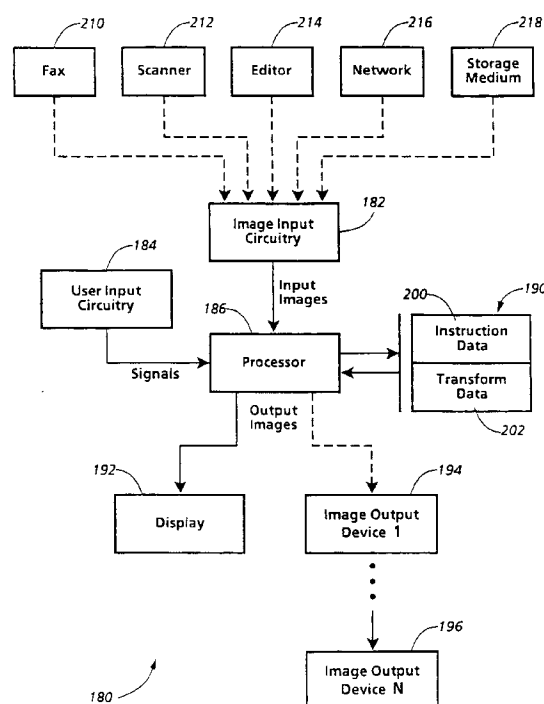 210
212
214
216
218
Fax
Scanner
Editor
Network
Storage
Medium
182
Image Input
Circuitry
184
User Input
Circuitry
Input
Images
186
Processor
Signals
200
190
Instruction
Data
Transform
Data
202
Output
Images
192
Display
194
Image Output
Device 1
196
Image Output
Device N
180